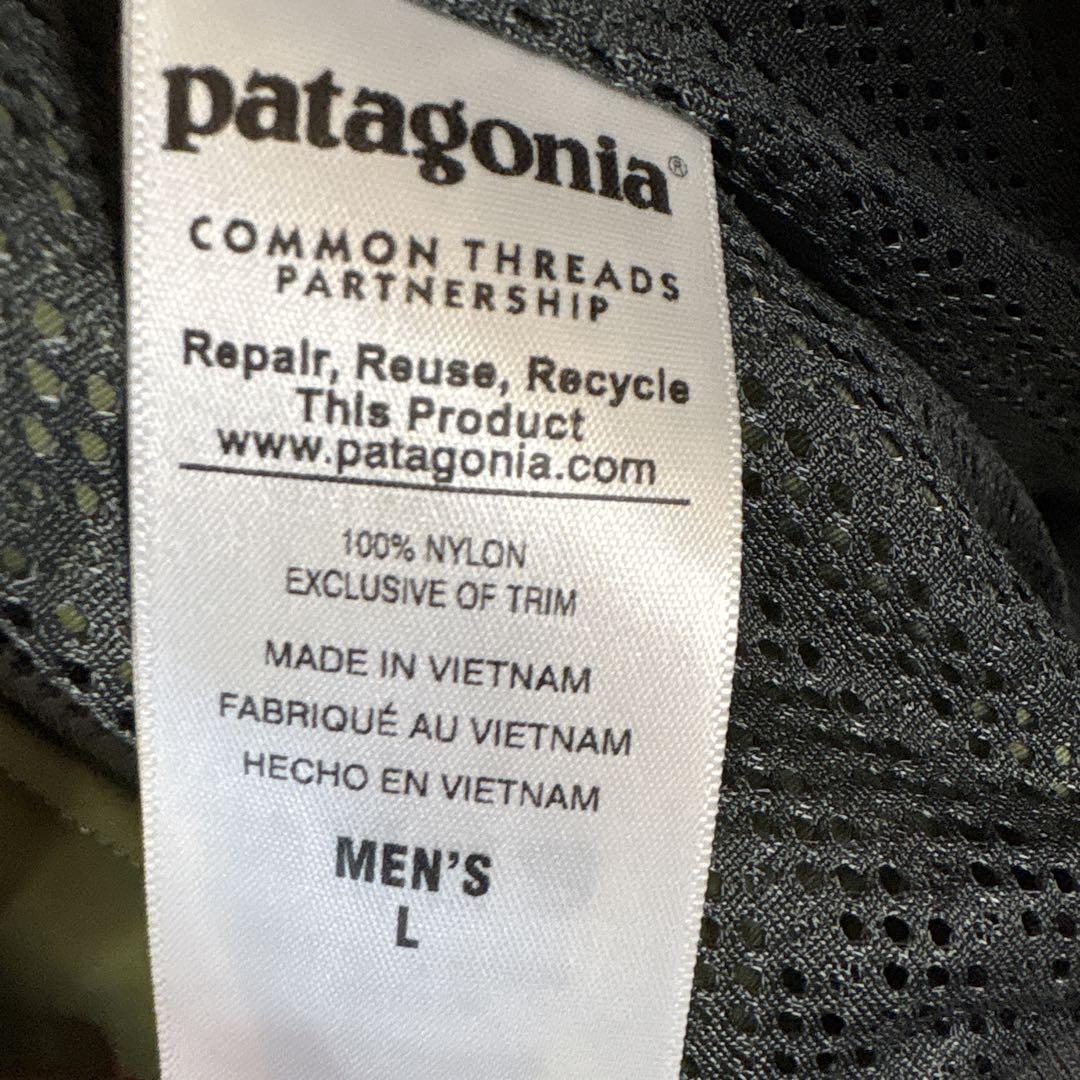 patagonia®
COMMON THREADS
PARTNERSHIP
Repair, Reuse, Recycle
This Product
www.patagonia.com
100% NYLON
EXCLUSIVE OF TRIM
MADE IN VIETNAM
FABRIQUÉ AU VIETNAM
HECHO EN VIETNAM
MEN'S
L